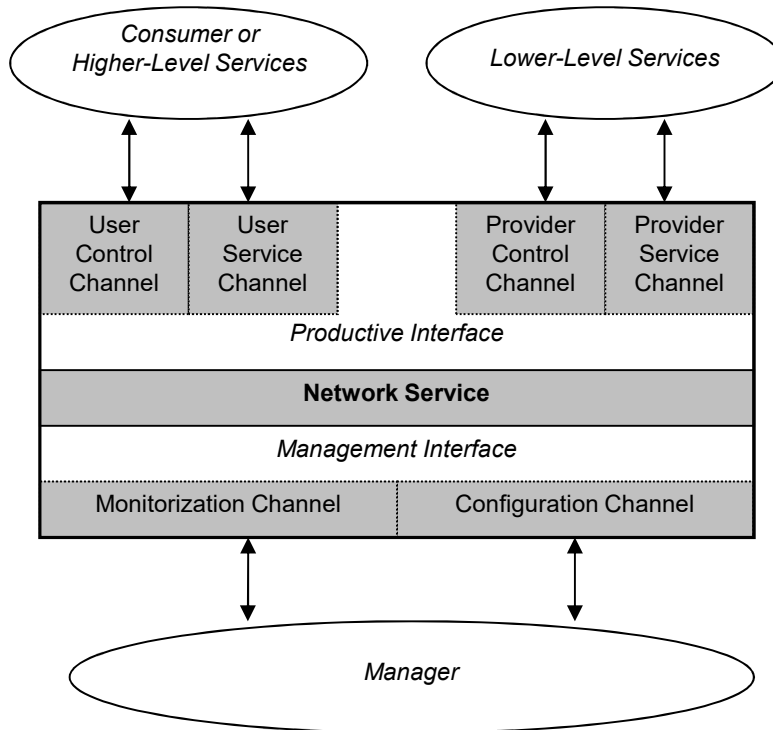 Consumer or
Higher-Level Services
Lower-Level Services
User
Control
Channel
User
Service
Channel
Provider
Control
Channel
Provider
Service
Channel
Productive Interface
Network Service
Management Interface
Monitorization Channel
Configuration Channel
Manager